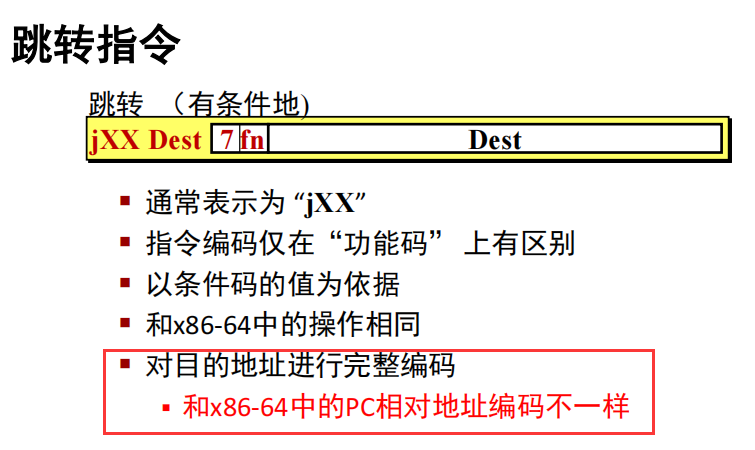 跳转指令
跳转 （有条件地)
jXX Dest 7 fn Dest
▪ 通常表示为 “jXX”
▪ 指令编码仅在“功能码” 上有区别
▪ 以条件码的值为依据
▪ 和x86-64中的操作相同
▪ 对目的地址进行完整编码
▪ 和x86-64中的PC相对地址编码不一样